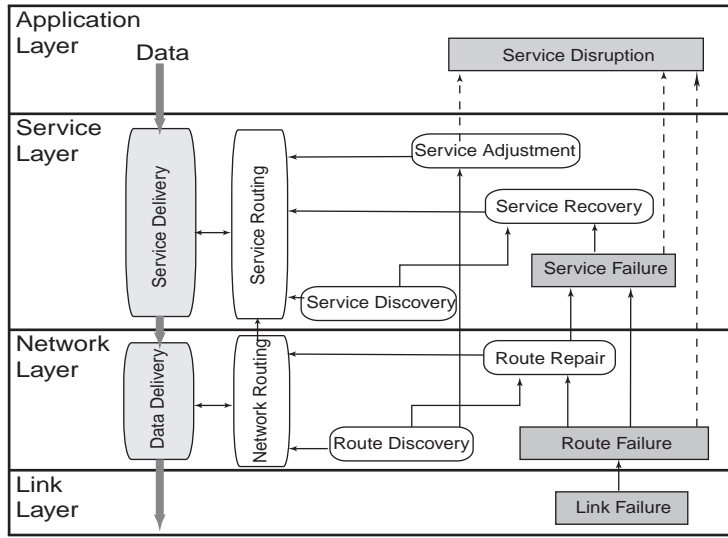 Application
Layer
Data
Service Disruption
Service
Layer
Service Delivery
Service Routing
Service Adjustment
Service Recovery
Service Failure
Service Discovery
Network
Layer
Data Delivery
Network Routing
Route Repair
Route Discovery
Route Failure
Link
Layer
Link Failure